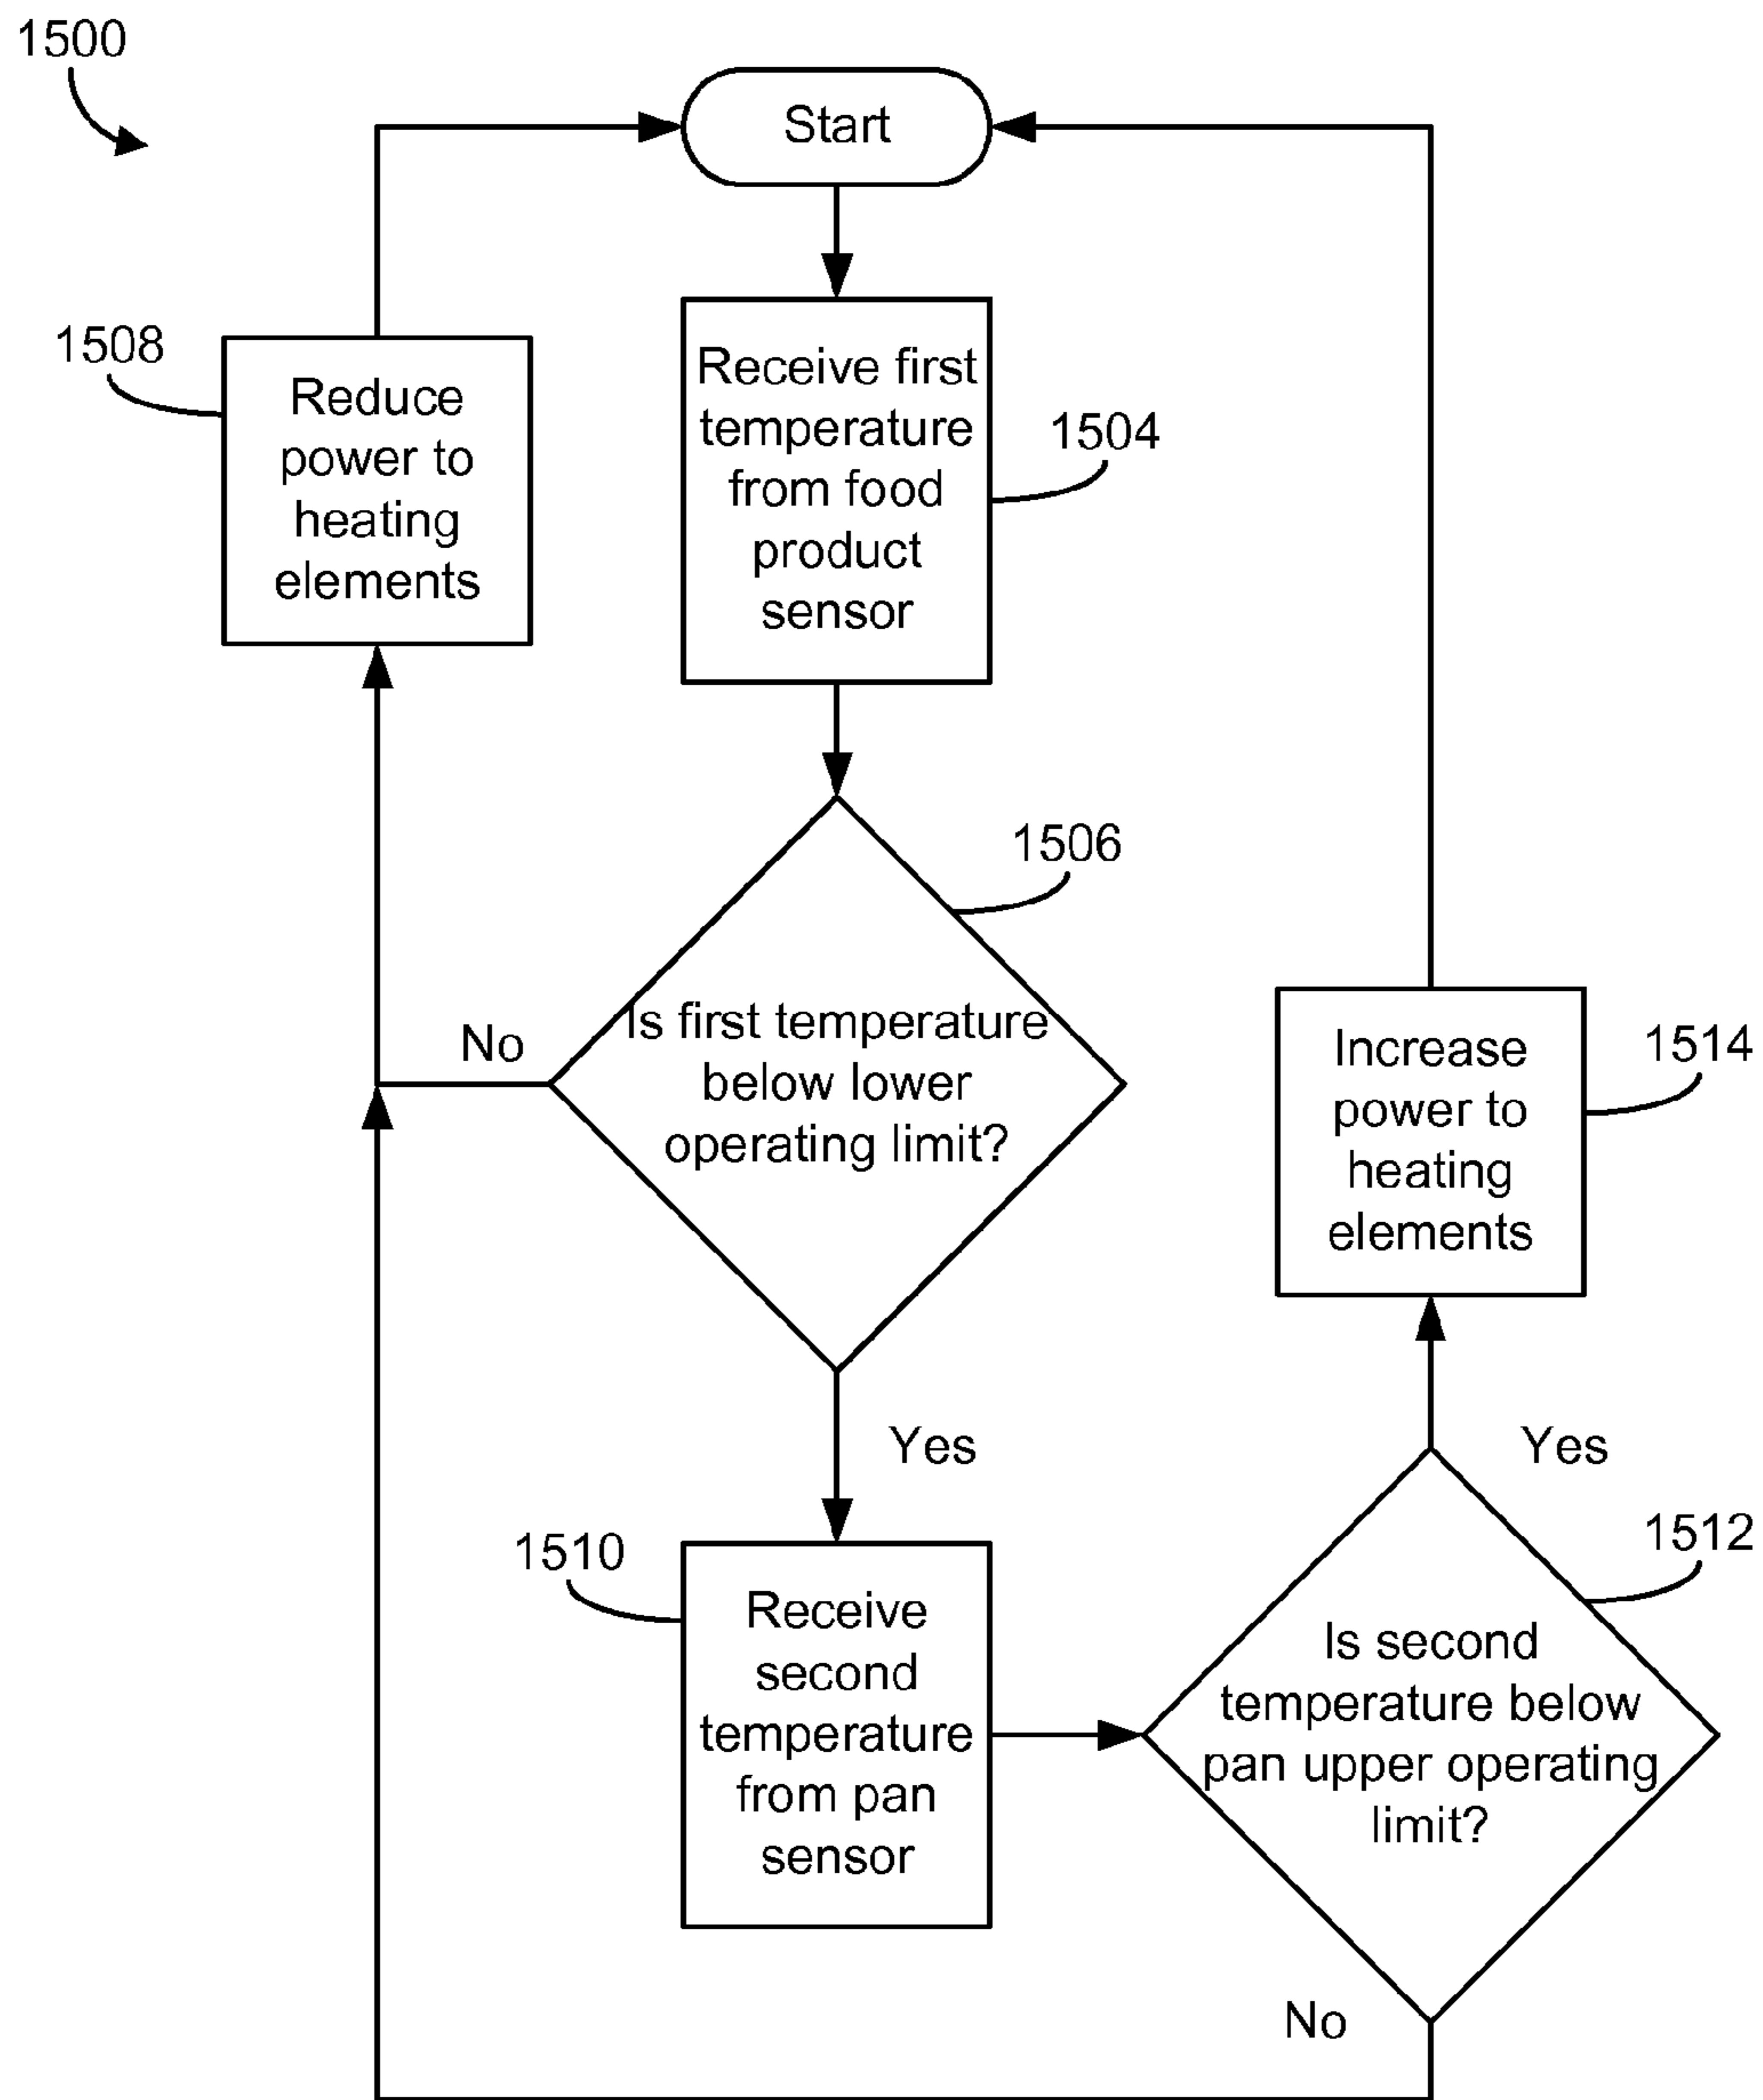 1500
Start
1508
Reduce
power to
heating
elements
Receive first
temperature
from food
product
sensor
1504
1506
Is first temperature
below lower
operating limit?
No
Yes
Increase
power to
heating
elements
1514
1510
Receive
second
temperature
from pan
sensor
Yes
1512
Is second
temperature below
pan upper operating
limit?
No